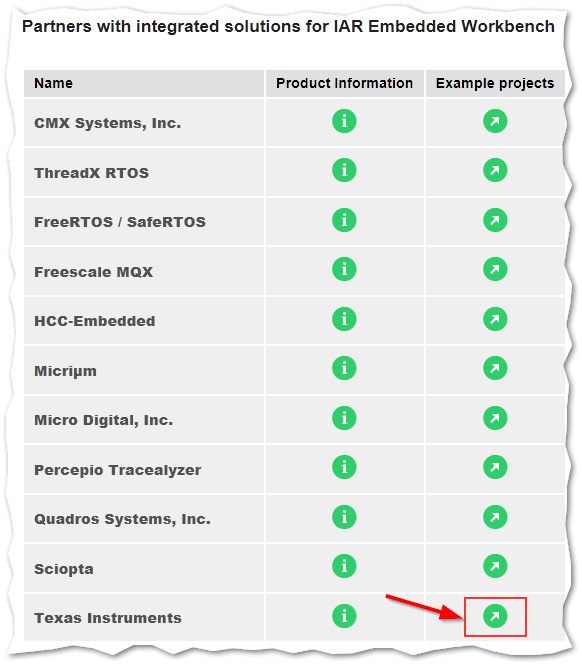 Partners with integrated solutions for IAR Embedded Workbench
Name Product Information Example projects
CMX Systems, Inc.
ThreadX RTOS
FreeRTOS / SafeRTOS
Freescale MQX
HCC-Embedded
Micriµm
Micro Digital, Inc.
Percepio Tracealyzer
Quadros Systems, Inc.
Sciopta
Texas Instruments